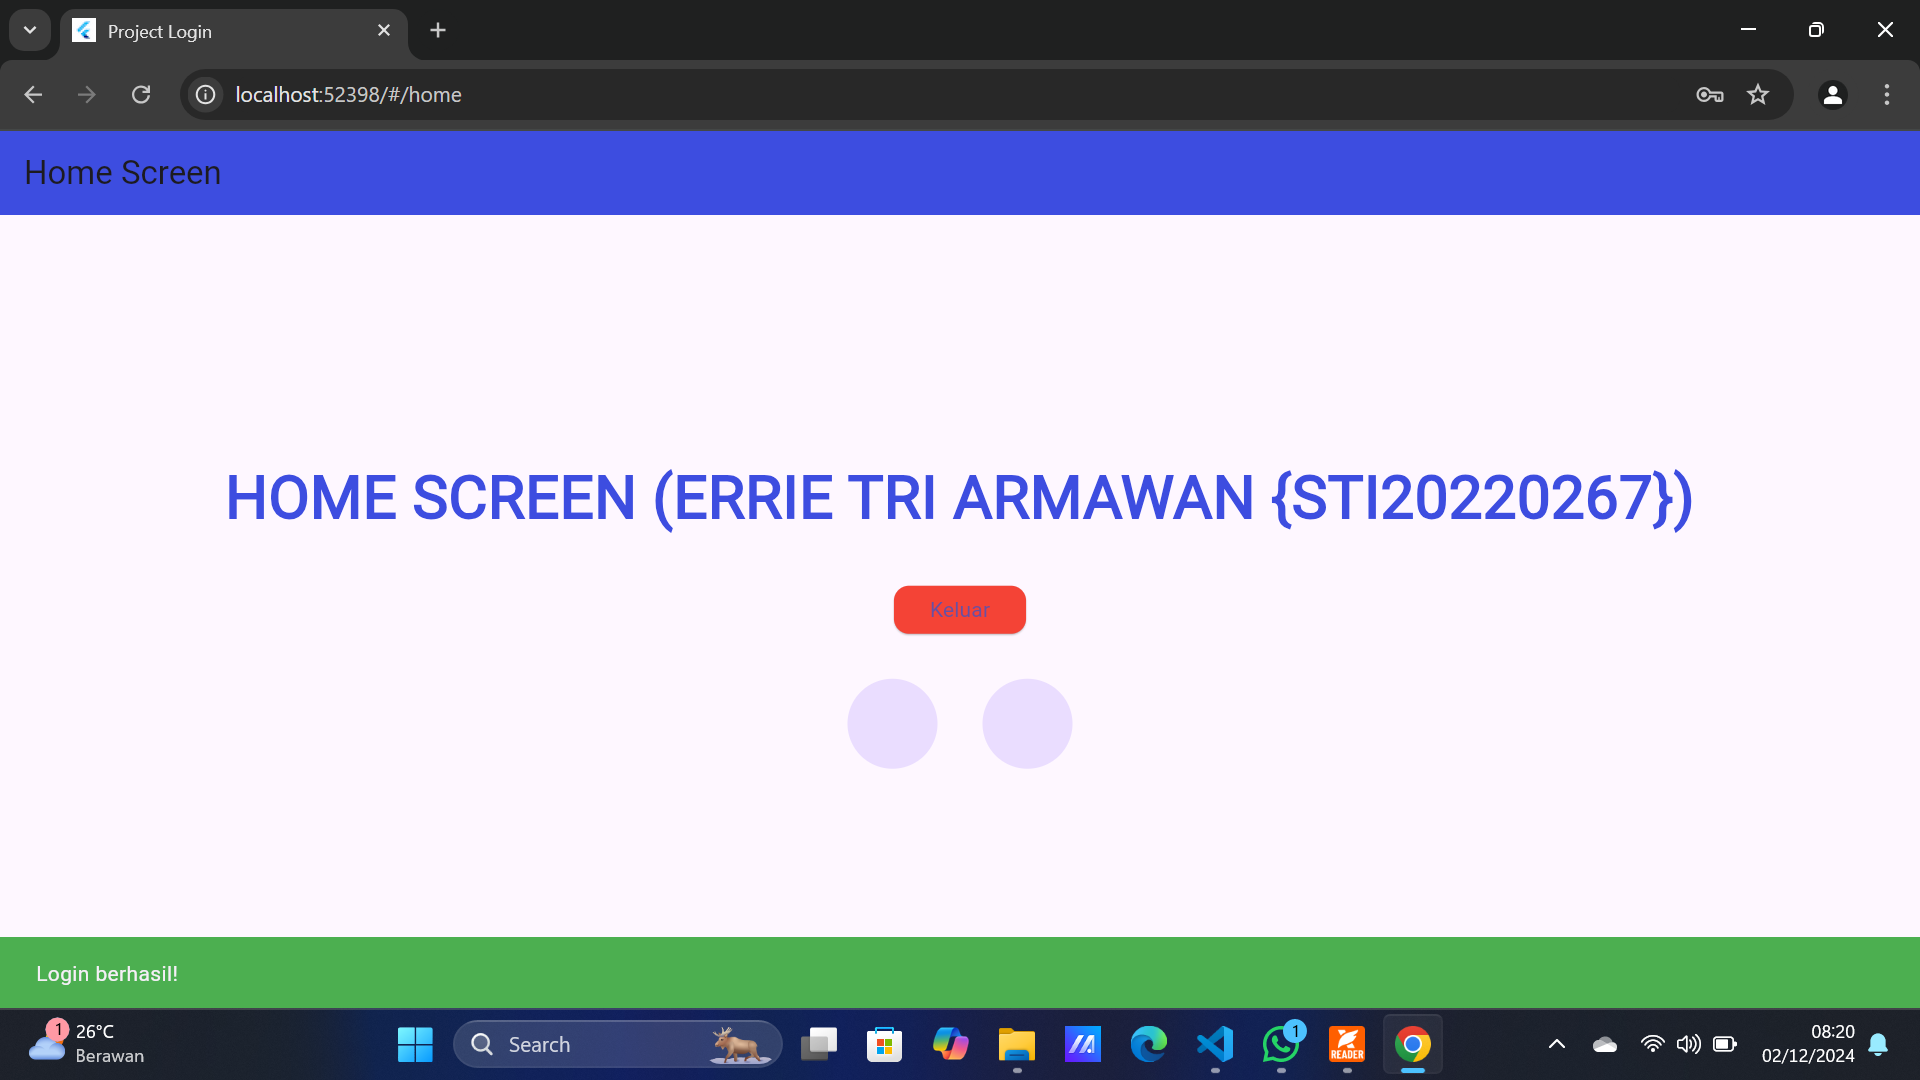 Project Login
localhost:52398/#/home
Home Screen
HOME SCREEN (ERRIE TRI ARMAWAN {STI20220267})
Keluar
Login berhasil!
1
26°C
Berawan
Search
1
READER
08:20
02/12/2024